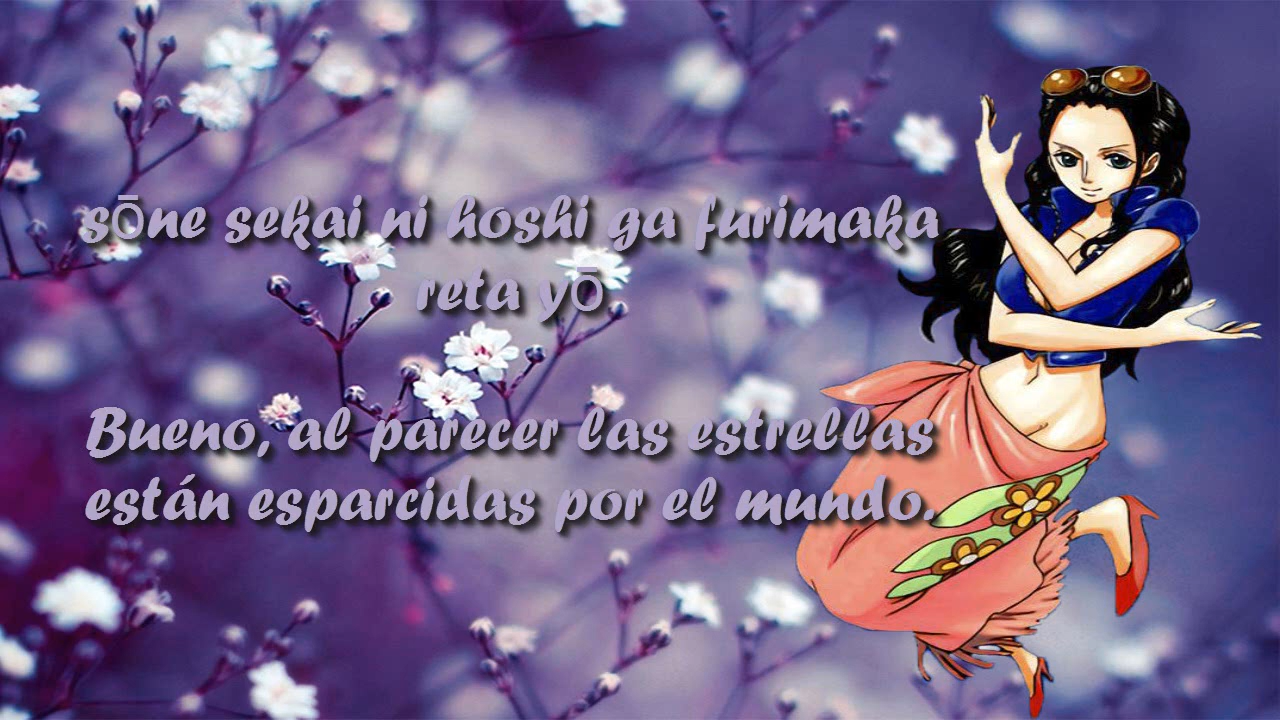 sŌne sekai ni hoshi ga furimaka
reta yŌ
Bueno, al parecer las estrellas
están esparcidas por el mundo.